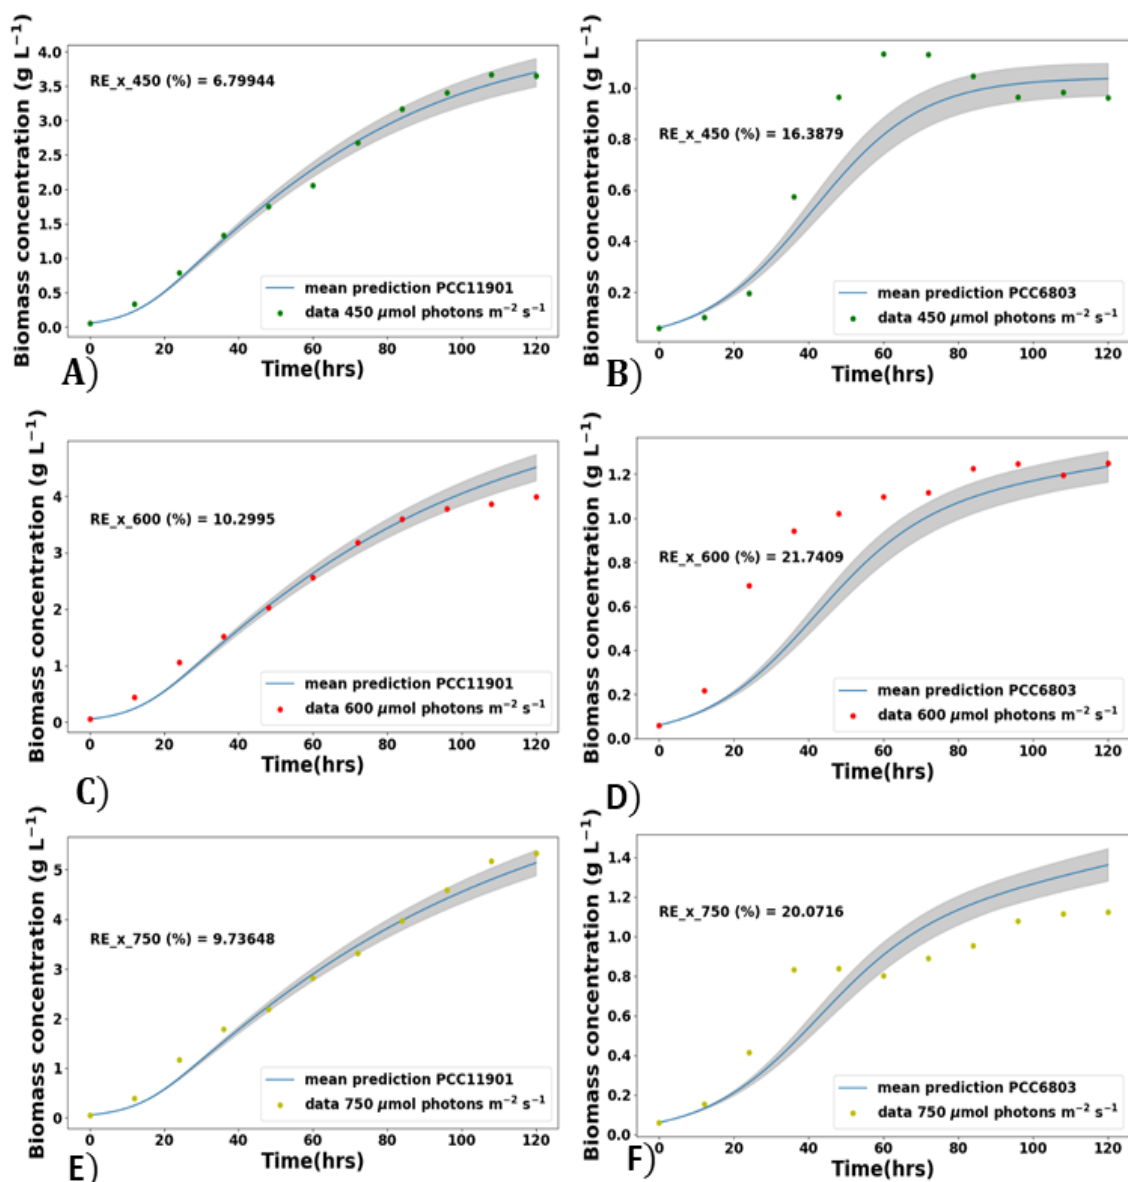 Biomass concentration (g L⁻¹)
4.0
3.5
3.0
2.5
2.0
1.5
1.0
0.5
0.0
RE_x_450 (%) = 6.79944
mean prediction PCC11901
data 450 μmol photons m⁻² s⁻¹
0 20 40 60 80 100 120
Time(hrs)
A)
Biomass concentration (g L⁻¹)
1.0
0.8
0.6
0.4
0.2
RE_x_450 (%) = 16.3879
mean prediction PCC6803
data 450 μmol photons m⁻² s⁻¹
0 20 40 60 80 100 120
Time(hrs)
B)
Biomass concentration (g L⁻¹)
4
3
2
1
0
RE_x_600 (%) = 10.2995
mean prediction PCC11901
data 600 μmol photons m⁻² s⁻¹
0 20 40 60 80 100 120
Time(hrs)
C)
Biomass concentration (g L⁻¹)
1.2
1.0
0.8
0.6
0.4
0.2
0.0
RE_x_600 (%) = 21.7409
mean prediction PCC6803
data 600 μmol photons m⁻² s⁻¹
0 20 40 60 80 100 120
Time(hrs)
D)
Biomass concentration (g L⁻¹)
5
4
3
2
1
0
RE_x_750 (%) = 9.73648
mean prediction PCC11901
data 750 μmol photons m⁻² s⁻¹
0 20 40 60 80 100 120
Time(hrs)
E)
Biomass concentration (g L⁻¹)
1.4
1.2
1.0
0.8
0.6
0.4
0.2
0.0
RE_x_750 (%) = 20.0716
mean prediction PCC6803
data 750 μmol photons m⁻² s⁻¹
0 20 40 60 80 100 120
Time(hrs)
F)